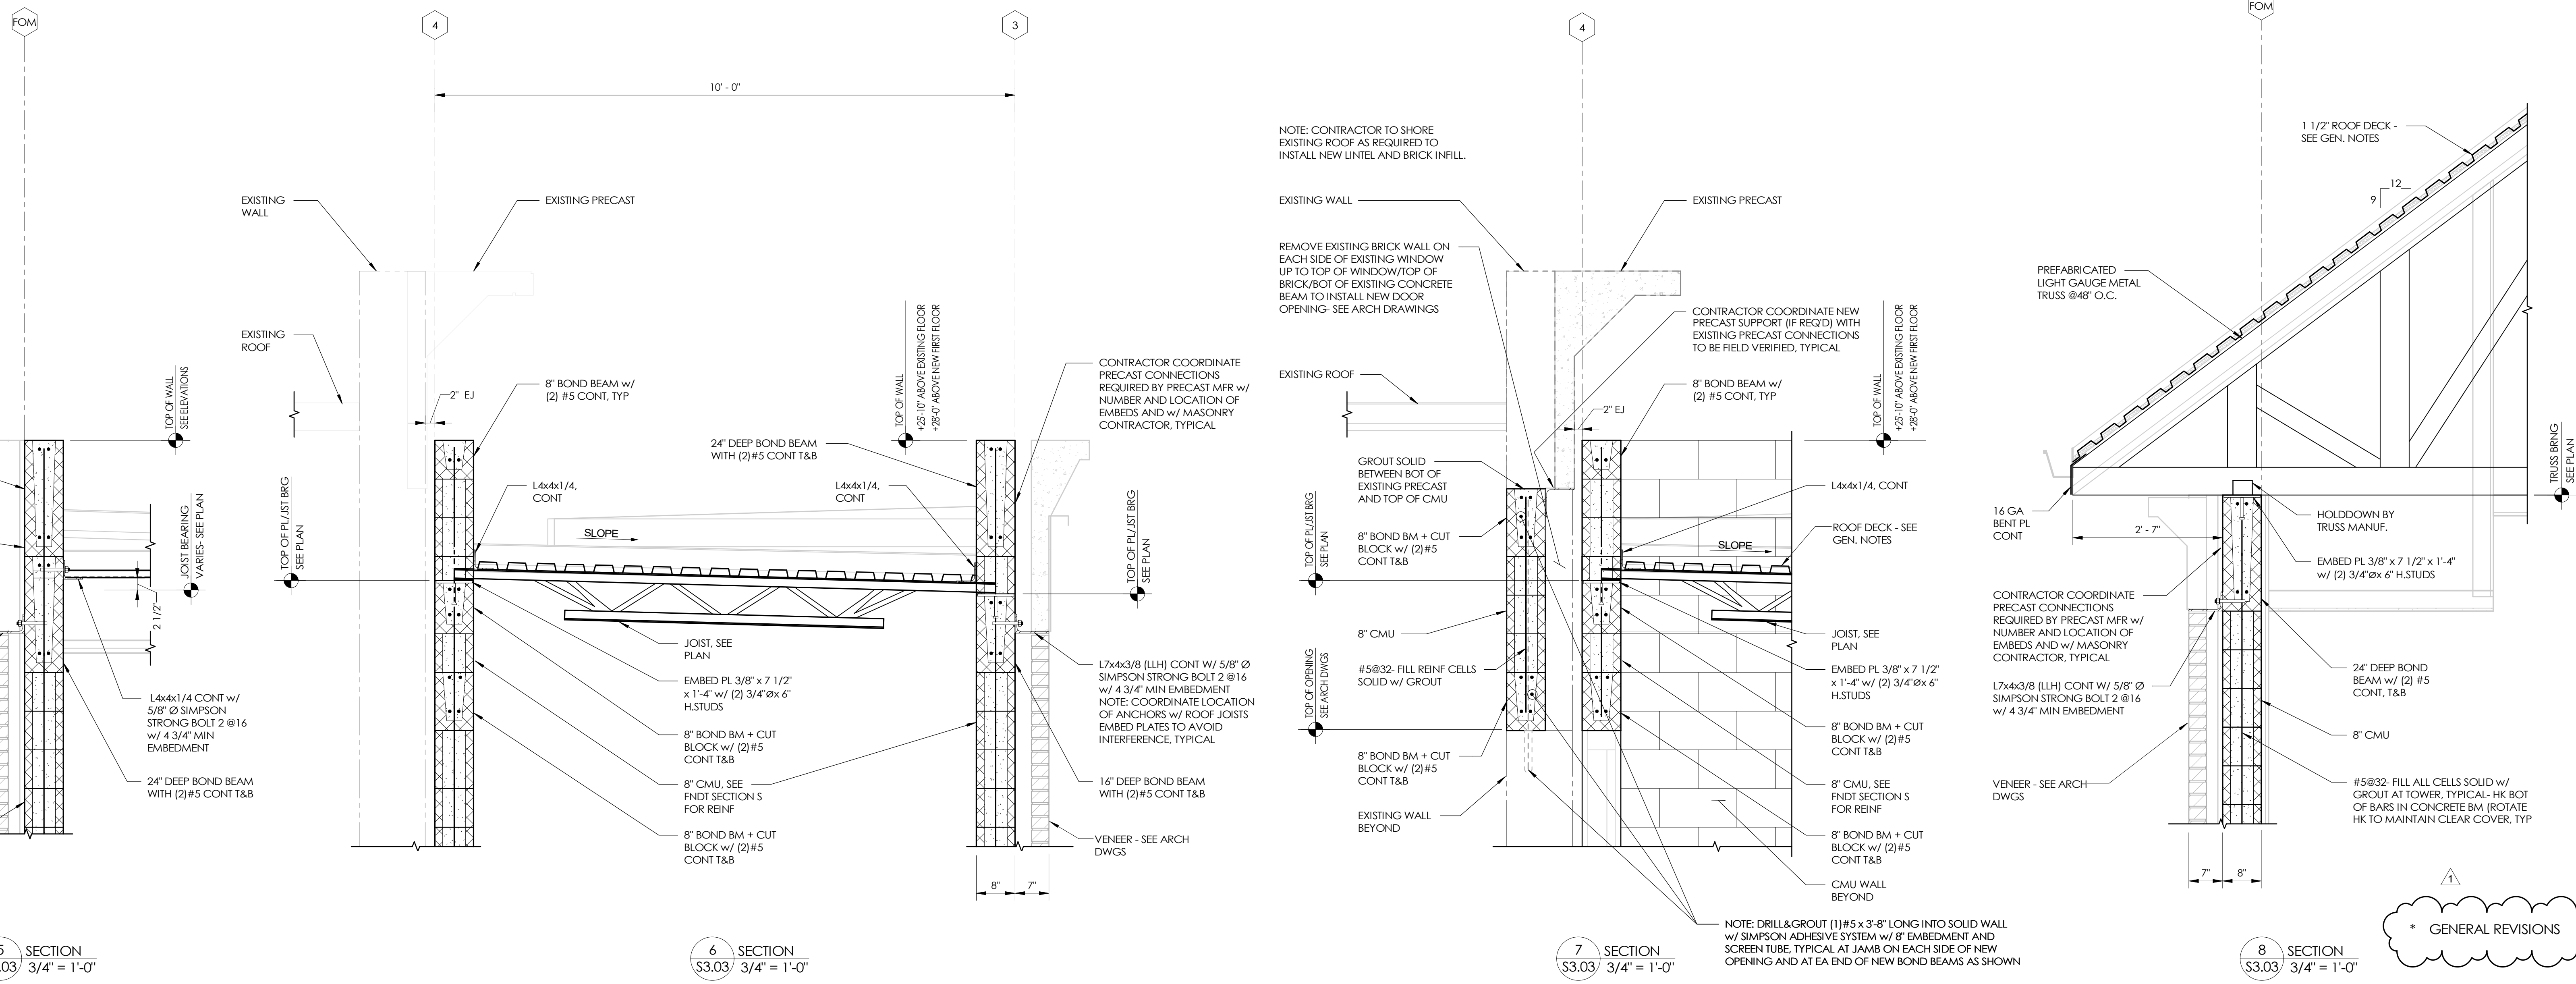 FOM
TOP OF WALL
SEE ELEVATIONS
JOIST BEARING
VARIES- SEE PLAN
2 1/2"
L4x4x1/4 CONT w/
5/8" Ø SIMPSON
STRONG BOLT 2 @16
w/ 4 3/4" MIN
EMBEDMENT
24" DEEP BOND BEAM
WITH (2)#5 CONT T&B
5
SECTION
.03
3/4" = 1'-0"
4
3
10' - 0"
EXISTING
WALL
EXISTING PRECAST
EXISTING
ROOF
2" EJ
8" BOND BEAM w/
(2) #5 CONT, TYP
TOP OF PL/JST BRG
SEE PLAN
L4x4x1/4,
CONT
SLOPE
24" DEEP BOND BEAM
WITH (2)#5 CONT T&B
L4x4x1/4,
CONT
TOP OF WALL
+25'-10" ABOVE EXISTING FLOOR
+28'-0" ABOVE NEW FIRST FLOOR
CONTRACTOR COORDINATE
PRECAST CONNECTIONS
REQUIRED BY PRECAST MFR w/
NUMBER AND LOCATION OF
EMBEDS AND w/ MASONRY
CONTRACTOR, TYPICAL
TOP OF PL/JST BRG
SEE PLAN
JOIST, SEE
PLAN
EMBED PL 3/8" x 7 1/2"
x 1'-4" w/ (2) 3/4"Øx 6"
H.STUDS
8" BOND BM + CUT
BLOCK w/ (2)#5
CONT T&B
8" CMU, SEE
FNDT SECTION S
FOR REINF
8" BOND BM + CUT
BLOCK w/ (2)#5
CONT T&B
L7x4x3/8 (LLH) CONT W/ 5/8" Ø
SIMPSON STRONG BOLT 2 @16
w/ 4 3/4" MIN EMBEDMENT
NOTE: COORDINATE LOCATION
OF ANCHORS w/ ROOF JOISTS
EMBED PLATES TO AVOID
INTERFERENCE, TYPICAL
16" DEEP BOND BEAM
WITH (2)#5 CONT T&B
VENEER - SEE ARCH
DWGS
8"
7"
6
SECTION
S3.03
3/4" = 1'-0"
4
NOTE: CONTRACTOR TO SHORE
EXISTING ROOF AS REQUIRED TO
INSTALL NEW LINTEL AND BRICK INFILL.
EXISTING WALL
EXISTING PRECAST
REMOVE EXISTING BRICK WALL ON
EACH SIDE OF EXISTING WINDOW
UP TO TOP OF WINDOW/TOP OF
BRICK/BOT OF EXISTING CONCRETE
BEAM TO INSTALL NEW DOOR
OPENING- SEE ARCH DRAWINGS
CONTRACTOR COORDINATE NEW
PRECAST SUPPORT (IF REQ'D) WITH
EXISTING PRECAST CONNECTIONS
TO BE FIELD VERIFIED, TYPICAL
EXISTING ROOF
2" EJ
8" BOND BEAM w/
(2) #5 CONT, TYP
TOP OF WALL
+25'-10" ABOVE EXISTING FLOOR
+28'-0" ABOVE NEW FIRST FLOOR
GROUT SOLID
BETWEEN BOT OF
EXISTING PRECAST
AND TOP OF CMU
TOP OF PL/JST BRG
SEE PLAN
8" BOND BM + CUT
BLOCK w/ (2)#5
CONT T&B
L4x4x1/4, CONT
ROOF DECK - SEE
GEN. NOTES
SLOPE
8" CMU
#5@32- FILL REINF CELLS
SOLID w/ GROUT
TOP OF OPENING
SEE ARCH DWGS
8" BOND BM + CUT
BLOCK w/ (2)#5
CONT T&B
EXISTING WALL
BEYOND
JOIST, SEE
PLAN
EMBED PL 3/8" x 7 1/2"
x 1'-4" w/ (2) 3/4"Øx 6"
H.STUDS
8" BOND BM + CUT
BLOCK w/ (2)#5
CONT T&B
8" CMU, SEE
FNDT SECTION S
FOR REINF
8" BOND BM + CUT
BLOCK w/ (2)#5
CONT T&B
CMU WALL
BEYOND
NOTE: DRILL&GROUT (1)#5 x 3'-8" LONG INTO SOLID WALL
w/ SIMPSON ADHESIVE SYSTEM w/ 8" EMBEDMENT AND
SCREEN TUBE, TYPICAL AT JAMB ON EACH SIDE OF NEW
OPENING AND AT EA END OF NEW BOND BEAMS AS SHOWN
7
SECTION
S3.03
3/4" = 1'-0"
FOM
1 1/2" ROOF DECK -
SEE GEN. NOTES
12
9
PREFABRICATED
LIGHT GAUGE METAL
TRUSS @48" O.C.
TRUSS BRNG
SEE PLAN
16 GA
BENT PL
CONT
2' - 7"
HOLDDOWN BY
TRUSS MANUF.
EMBED PL 3/8" x 7 1/2" x 1'-4"
w/ (2) 3/4"Øx 6" H.STUDS
CONTRACTOR COORDINATE
PRECAST CONNECTIONS
REQUIRED BY PRECAST MFR w/
NUMBER AND LOCATION OF
EMBEDS AND w/ MASONRY
CONTRACTOR, TYPICAL
L7x4x3/8 (LLH) CONT W/ 5/8" Ø
SIMPSON STRONG BOLT 2 @16
w/ 4 3/4" MIN EMBEDMENT
24" DEEP BOND
BEAM w/ (2) #5
CONT, T&B
8" CMU
VENEER - SEE ARCH
DWGS
#5@32- FILL ALL CELLS SOLID w/
GROUT AT TOWER, TYPICAL- HK BOT
OF BARS IN CONCRETE BM (ROTATE
HK TO MAINTAIN CLEAR COVER, TYP
7"
8"
1
* GENERAL REVISIONS
8
SECTION
S3.03
3/4" = 1'-0"